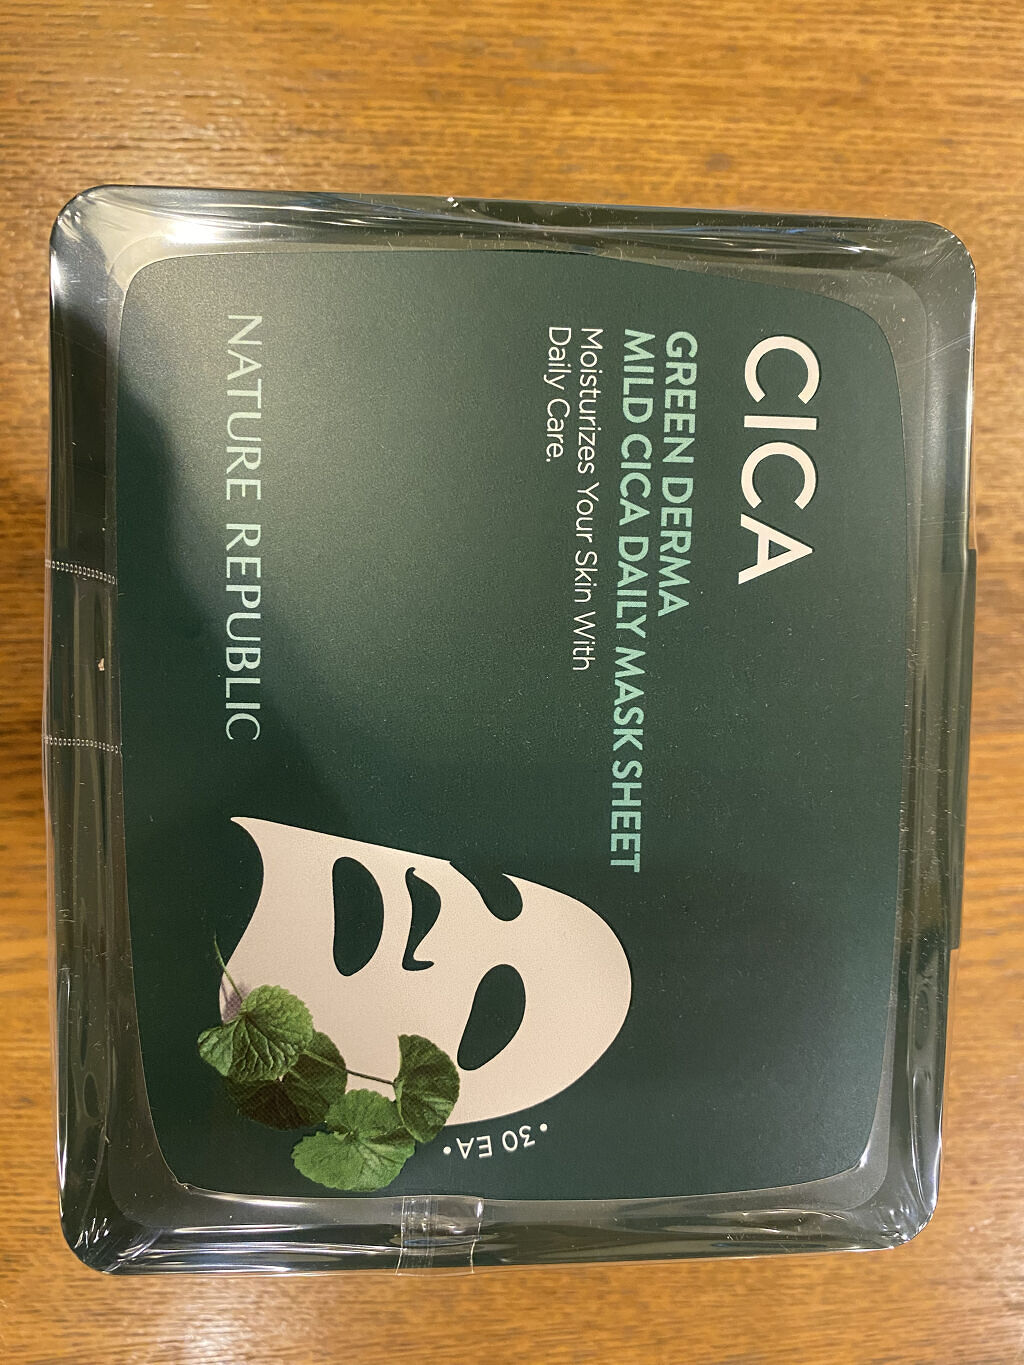 CICA
GREEN DERMA
MILD CICA DAILY MASK SHEET
Moisturizes Your Skin With
Daily Care.
• 30 EA •
NATURE REPUBLIC